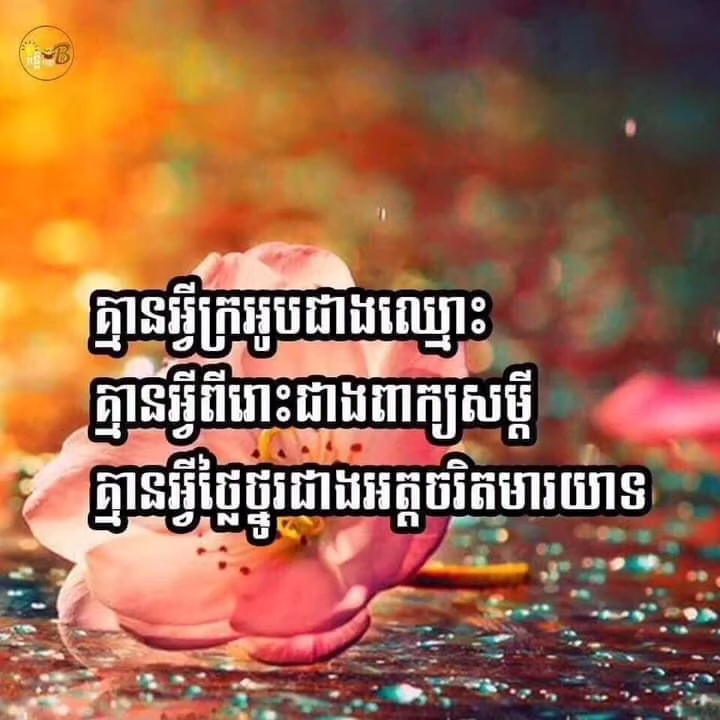 គ្មានអ្វីក្រអូបជាងឈ្មោះ
គ្មានអ្វីពីរោះជាងពាក្យសម្ដី
គ្មានអ្វីថ្លៃថ្នូរជាងអត្តចរិតមារយាទ